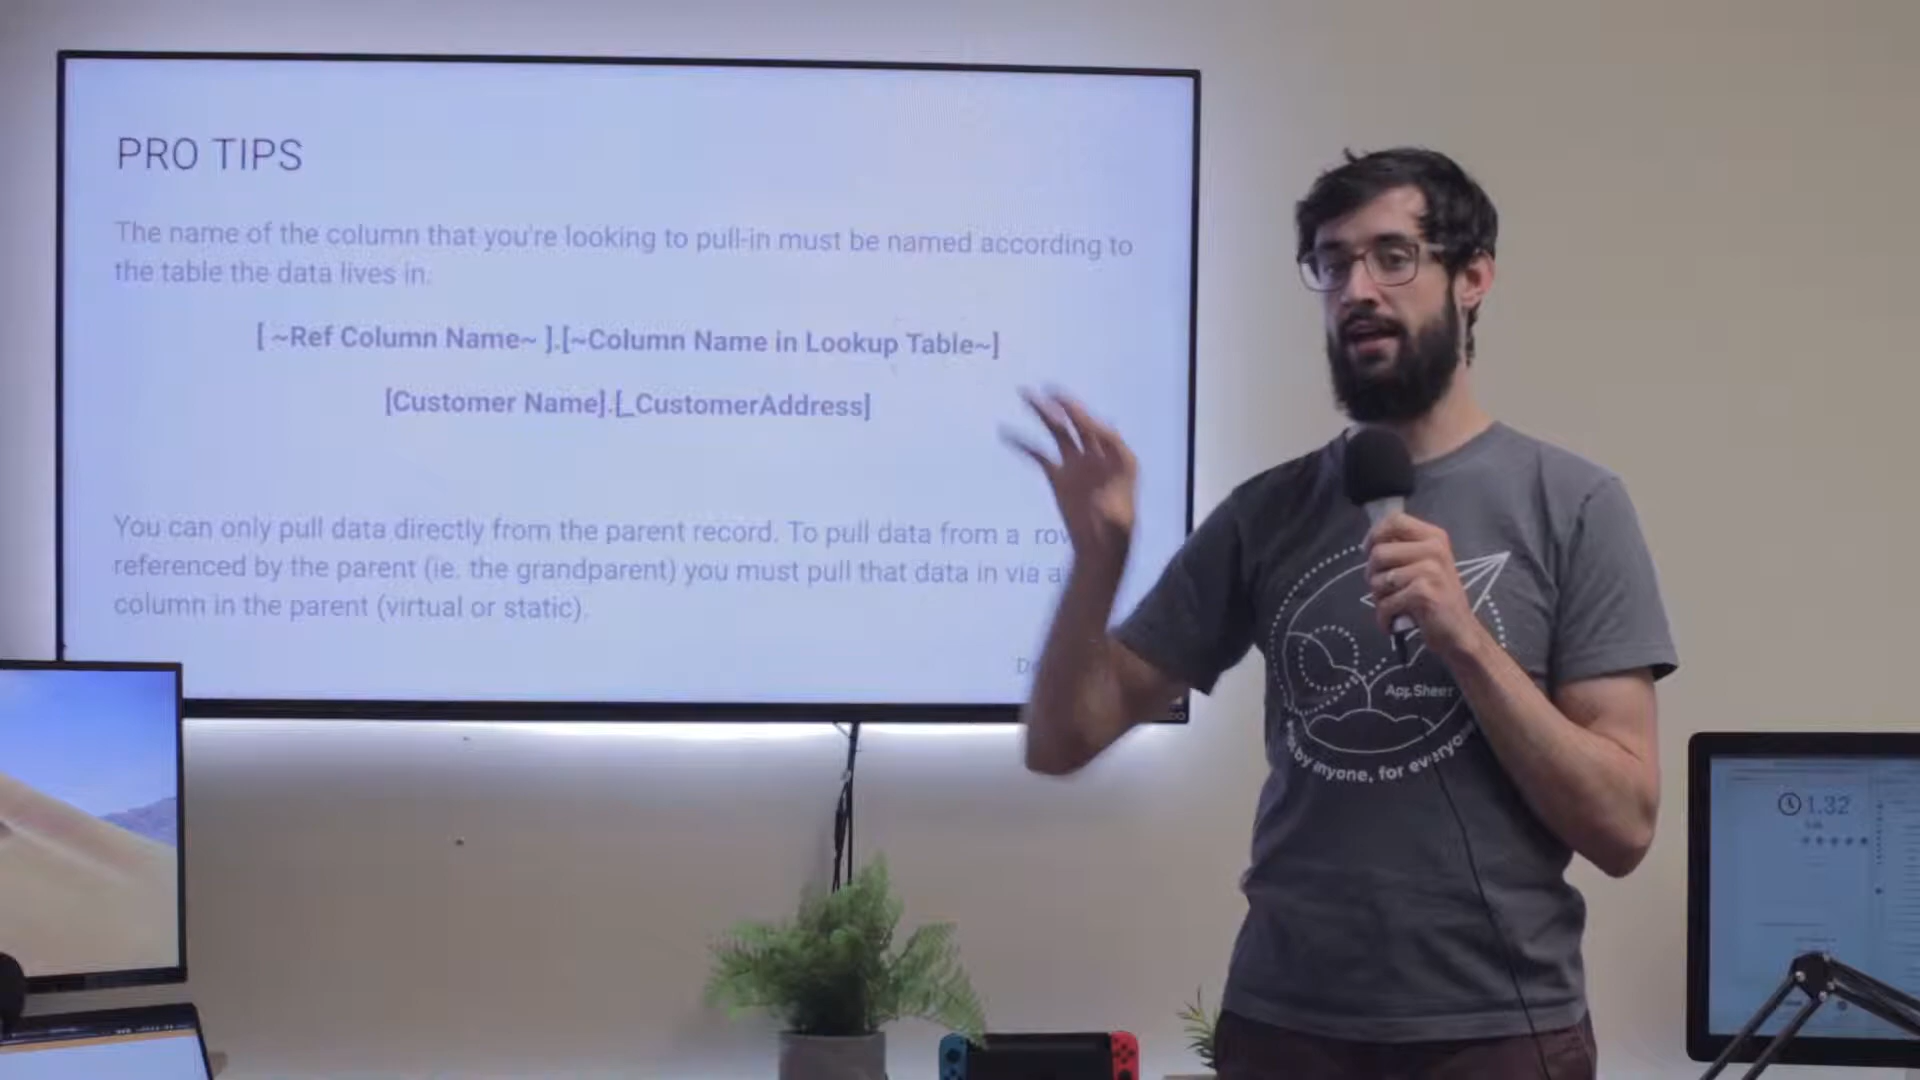 PRO TIPS
The name of the column that you're looking to pull-in must be named according to
the table the data lives in.
[ ~Ref Column Name~ ].[~Column Name in Lookup Table~]
[Customer Name].[_CustomerAddress]
You can only pull data directly from the parent record. To pull data from a
referenced by the parent (ie. the grandparent) you must pull that data in via a
column in the parent (virtual or static).
AppSheet
by anyone, for everyone
1.32